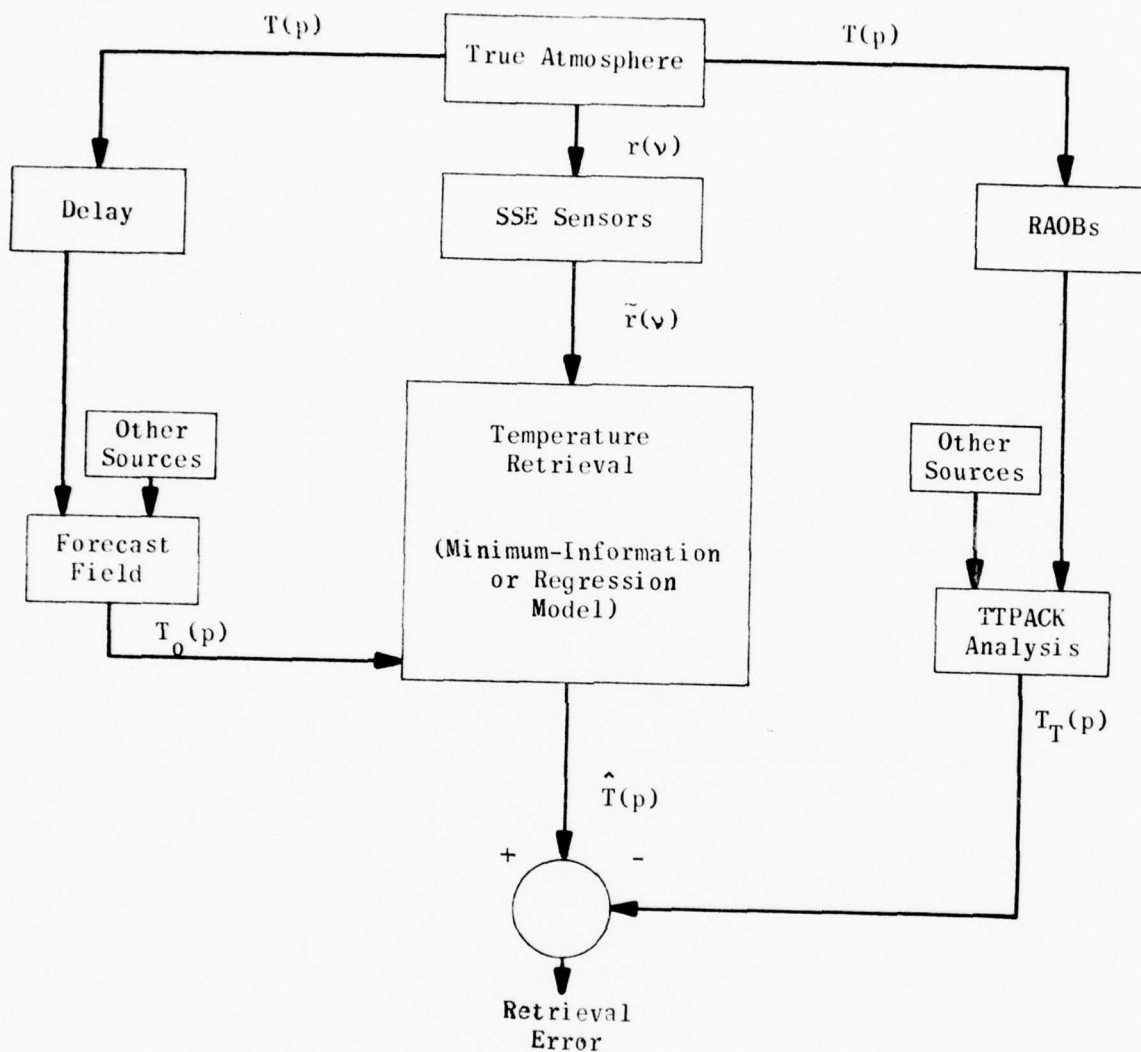 T(p)
True Atmosphere
T(p)
r(ν)
Delay
SSE Sensors
RAOBs
r̃(ν)
Other
Sources
Temperature
Retrieval
Other
Sources
Forecast
Field
(Minimum-Information
or Regression
Model)
TTPACK
Analysis
T_o(p)
T_T(p)
T̂(p)
+
-
Retrieval
Error